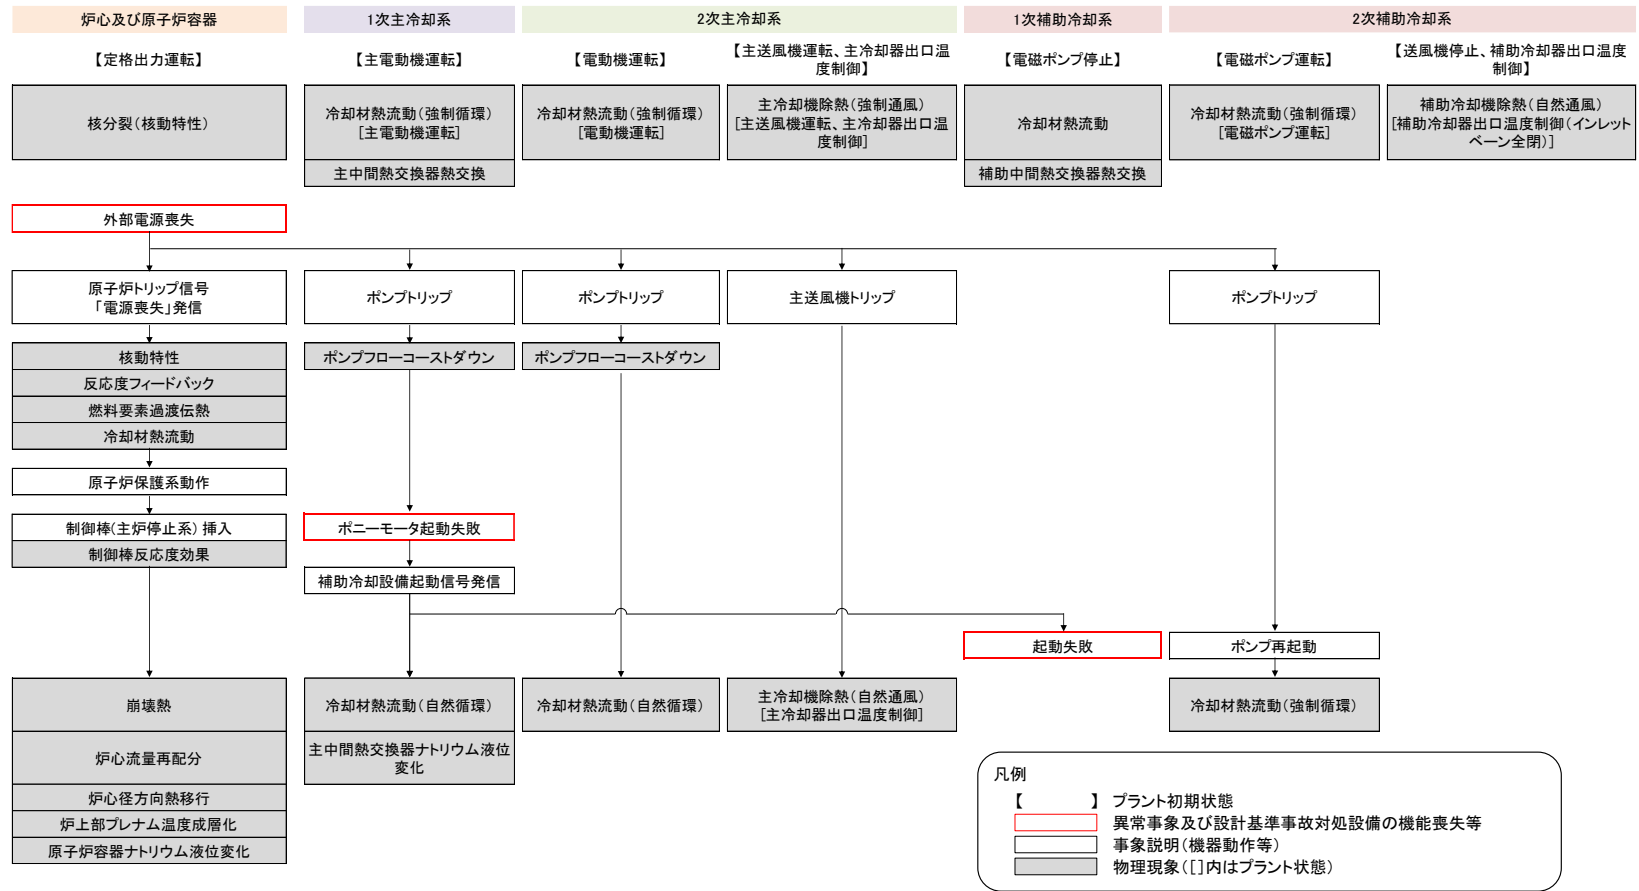 炉心及び原子炉容器
1次主冷却系
2次主冷却系
1次補助冷却系
2次補助冷却系
【定格出力運転】
【主電動機運転】
【電動機運転】
【主送風機運転、主冷却器出口温
度制御】
【電磁ポンプ停止】
【電磁ポンプ運転】
【送風機停止、補助冷却器出口温度
制御】
核分裂(核動特性)
冷却材熱流動(強制循環)
[主電動機運転]
冷却材熱流動(強制循環)
[電動機運転]
主冷却機除熱(強制通風)
[主送風機運転、主冷却器出口温
度制御]
冷却材熱流動
冷却材熱流動(強制循環)
[電磁ポンプ運転]
補助冷却機除熱(自然通風)
[補助冷却器出口温度制御(インレット
ベーン全閉)]
主中間熱交換器熱交換
補助中間熱交換器熱交換
外部電源喪失
原子炉トリップ信号
「電源喪失」発信
ポンプトリップ
ポンプトリップ
主送風機トリップ
ポンプトリップ
核動特性
ポンプフローコーストダウン
ポンプフローコーストダウン
反応度フィードバック
燃料要素過渡伝熱
冷却材熱流動
原子炉保護系動作
制御棒(主炉停止系)挿入
ポニーモータ起動失敗
制御棒反応度効果
補助冷却設備起動信号発信
起動失敗
ポンプ再起動
崩壊熱
冷却材熱流動(自然循環)
冷却材熱流動(自然循環)
主冷却機除熱(自然通風)
[主冷却器出口温度制御]
冷却材熱流動(強制循環)
炉心流量再配分
主中間熱交換器ナトリウム液位
変化
炉心径方向熱移行
炉上部プレナム温度成層化
原子炉容器ナトリウム液位変化
凡例
【 】 プラント初期状態
異常事象及び設計基準事故対処設備の機能喪失等
事象説明(機器動作等)
物理現象([]内はプラント状態)